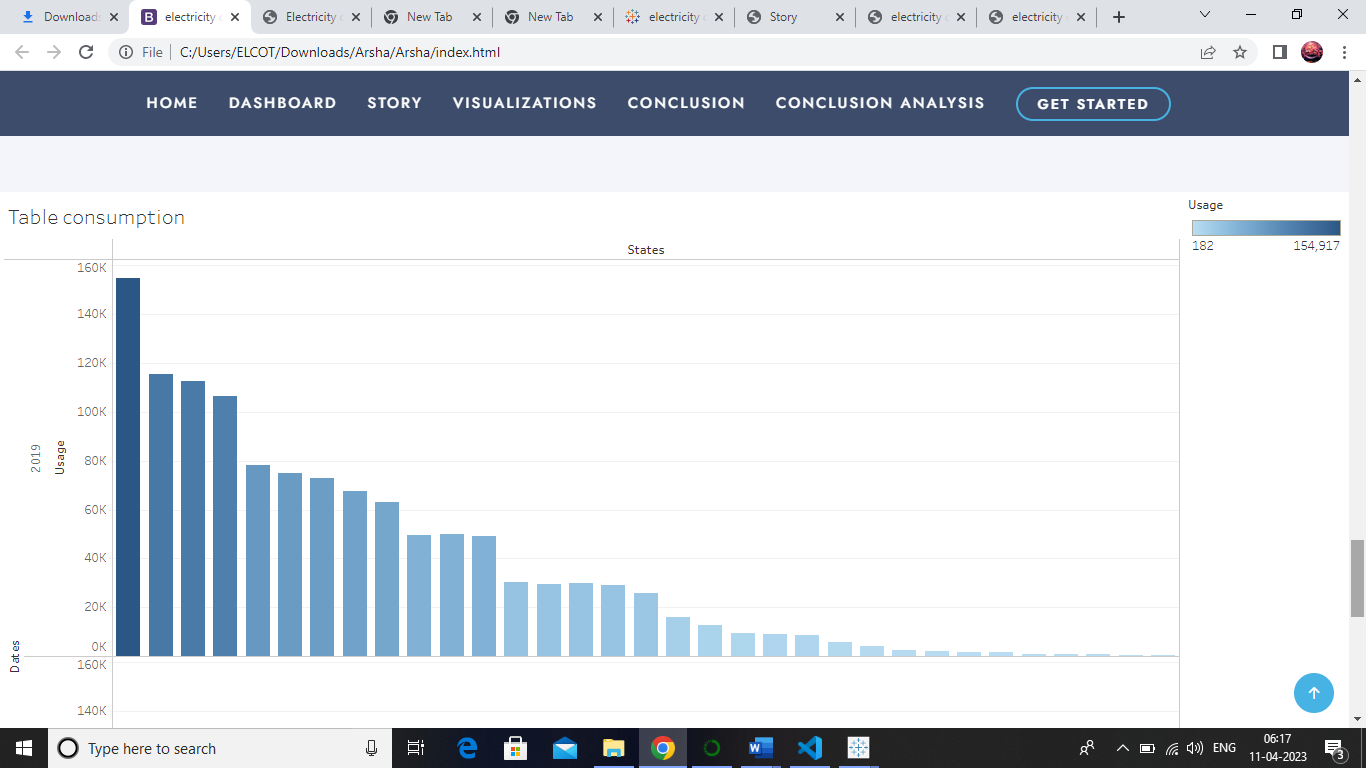 Downloads
electricity c
Electricity c
New Tab
New Tab
electricity c
Story
electricity c
electricity c
File
C:/Users/ELCOT/Downloads/Arsha/Arsha/index.html
HOME DASHBOARD STORY VISUALIZATIONS CONCLUSION CONCLUSION ANALYSIS GET STARTED
Table consumption
Usage
182 154,917
States
160K
140K
120K
100K
80K
60K
40K
20K
0K
2019
Usage
Dates
160K
140K
Type here to search
ENG
06:17
11-04-2023
3